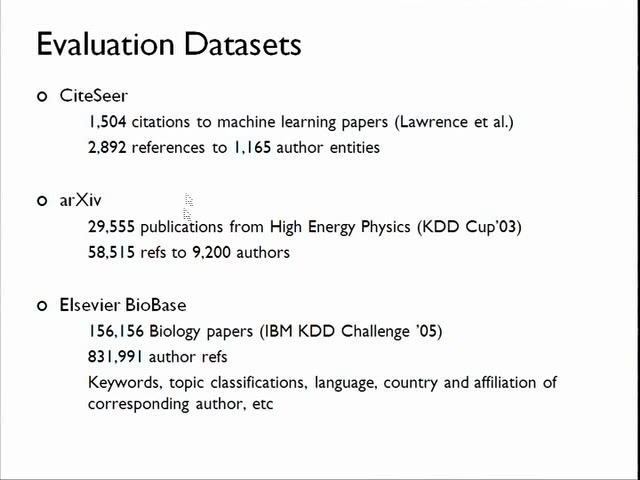 Evaluation Datasets
CiteSeer
1,504 citations to machine learning papers (Lawrence et al.)
2,892 references to 1,165 author entities
arXiv
29,555 publications from High Energy Physics (KDD Cup'03)
58,515 refs to 9,200 authors
Elsevier BioBase
156,156 Biology papers (IBM KDD Challenge '05)
831,991 author refs
Keywords, topic classifications, language, country and affiliation of
corresponding author, etc